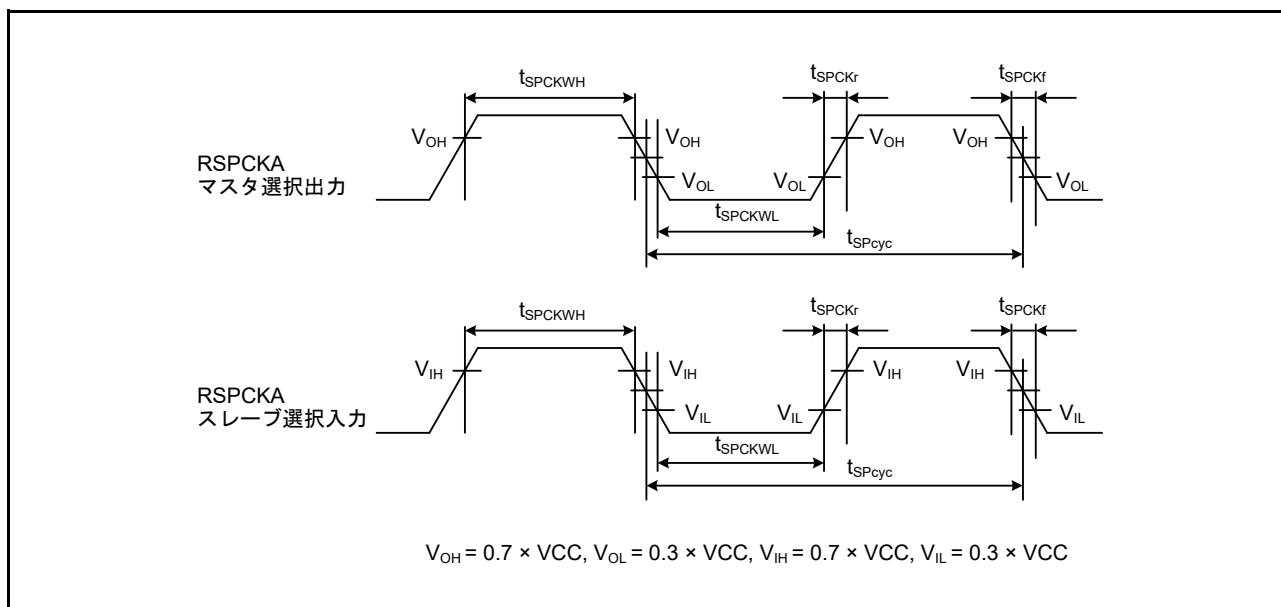 tSPCKWH
tSPCKr
tSPCKf
VOH
VOH
VOH
VOH
RSPCKA
マスタ選択出力
VOL
VOL
VOL
tSPCKWL
tSPcyc
tSPCKWH
tSPCKr
tSPCKf
VIH
VIH
VIH
VIH
RSPCKA
スレーブ選択入力
VIL
VIL
VIL
tSPCKWL
tSPcyc
VOH = 0.7 × VCC, VOL = 0.3 × VCC, VIH = 0.7 × VCC, VIL = 0.3 × VCC